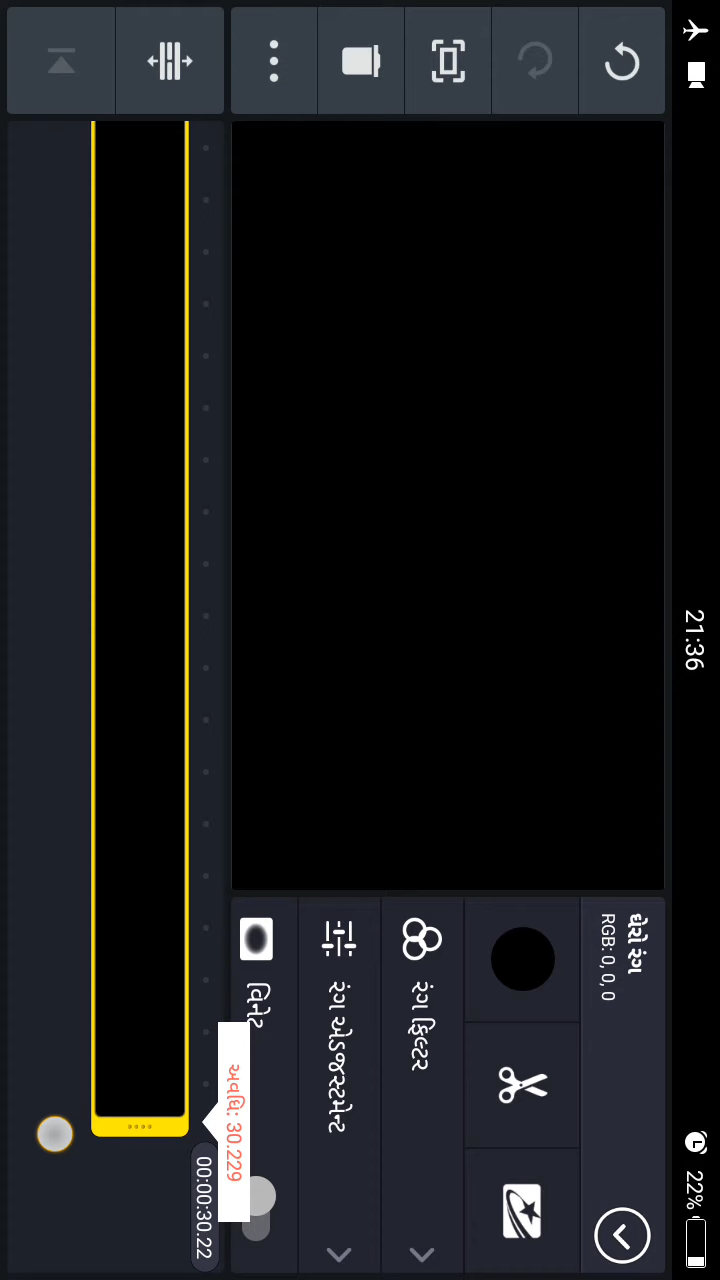 21:36
22%
ઘેરો રંગ
RGB: 0, 0, 0
રંગ ફિલ્ટર
રંગ એડજસ્ટમેન્ટ
વિનેટ
અવધિ: 30.229
00:00:30.22